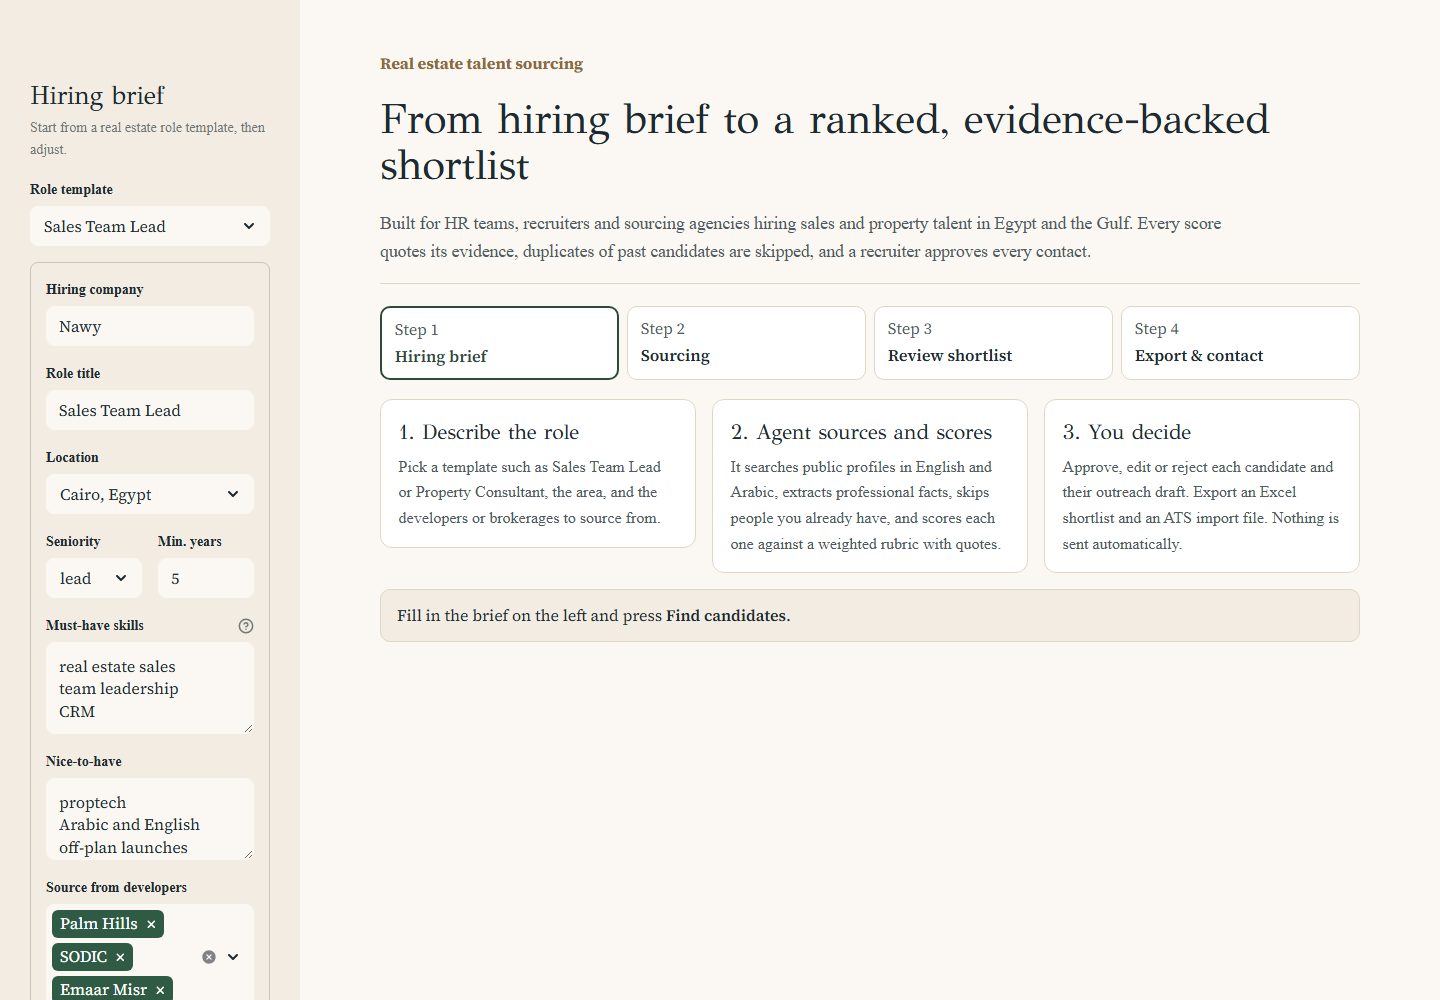 Hiring brief
Start from a real estate role template, then
adjust.
Role template
Sales Team Lead
Hiring company
Nawy
Role title
Sales Team Lead
Location
Cairo, Egypt
Seniority
Min. years
lead
5
Must-have skills
real estate sales
team leadership
CRM
Nice-to-have
proptech
Arabic and English
off-plan launches
Source from developers
Palm Hills
SODIC
Emaar Misr
Real estate talent sourcing
From hiring brief to a ranked, evidence-backed
shortlist
Built for HR teams, recruiters and sourcing agencies hiring sales and property talent in Egypt and the Gulf. Every score
quotes its evidence, duplicates of past candidates are skipped, and a recruiter approves every contact.
Step 1
Hiring brief
Step 2
Sourcing
Step 3
Review shortlist
Step 4
Export & contact
1. Describe the role
Pick a template such as Sales Team Lead
or Property Consultant, the area, and the
developers or brokerages to source from.
2. Agent sources and scores
It searches public profiles in English and
Arabic, extracts professional facts, skips
people you already have, and scores each
one against a weighted rubric with quotes.
3. You decide
Approve, edit or reject each candidate and
their outreach draft. Export an Excel
shortlist and an ATS import file. Nothing is
sent automatically.
Fill in the brief on the left and press Find candidates.